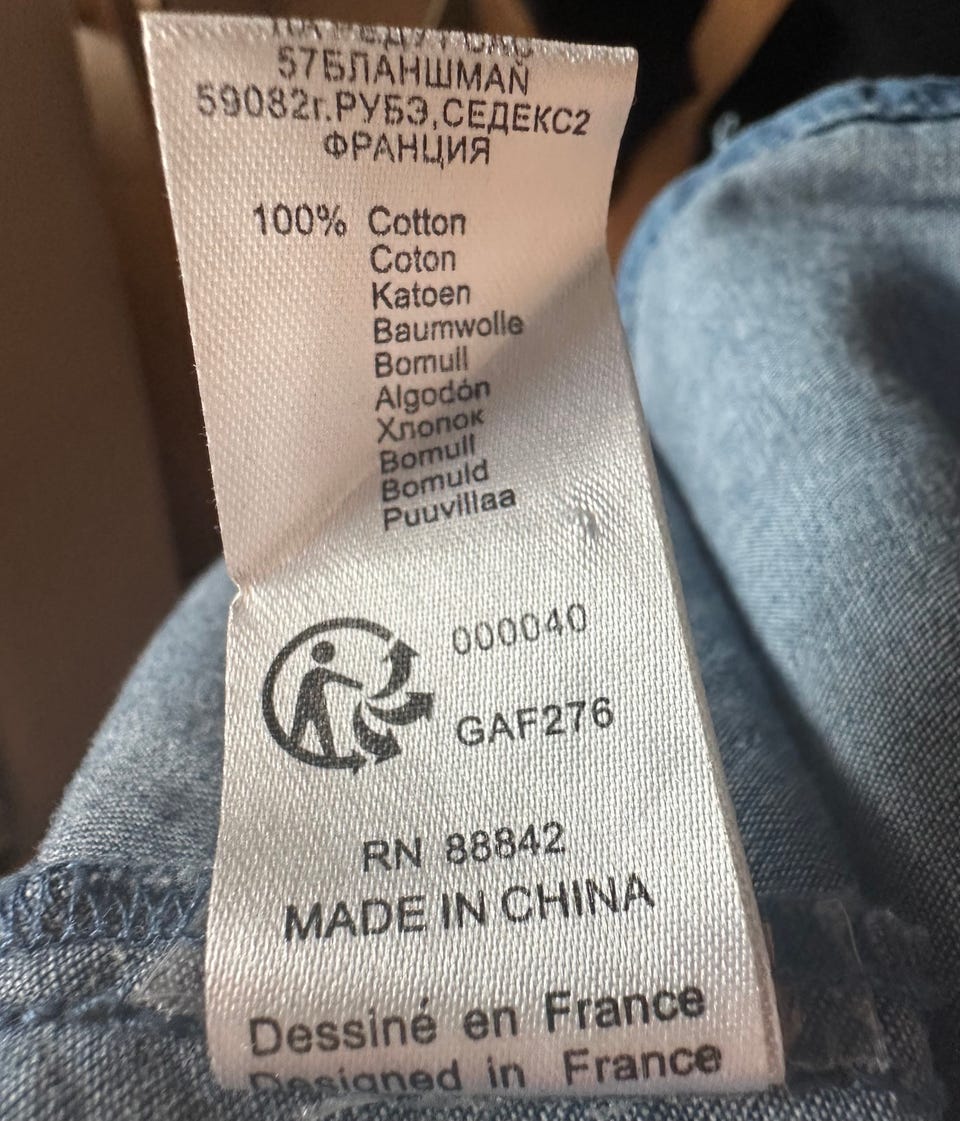 57БЛАНШМАЙ
59082г.РУБЭ,СЕДЕКС2
ФРАНЦИЯ
100% Cotton
Coton
Katoen
Baumwolle
Bomull
Algodón
Хлопок
Bomull
Bomuld
Puuvillaa
000040
GAF276
RN 88842
MADE IN CHINA
Dessiné en France
Designed in France